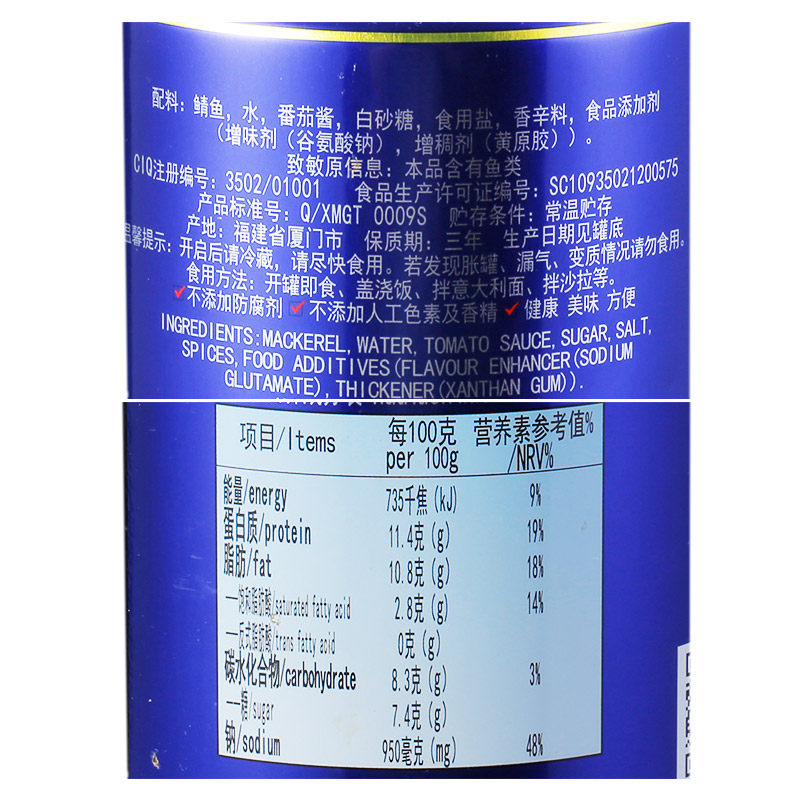 配料：鲭鱼，水，番茄酱，白砂糖，食用盐，香辛料，食品添加剂
（增味剂（谷氨酸钠），增稠剂（黄原胶））。
致敏原信息：本品含有鱼类
CIQ注册编号：3502/01001 食品生产许可证编号：SC10935021200575
产品标准号：Q/XMGT 0009S 贮存条件：常温贮存
产地：福建省厦门市 保质期：三年 生产日期见罐底
温馨提示：开启后请冷藏，请尽快食用。若发现胀罐、漏气、变质情况请勿食用。
食用方法：开罐即食、盖浇饭、拌意大利面、拌沙拉等。
✓不添加防腐剂 ✓不添加人工色素及香精 ✓健康 美味 方便
INGREDIENTS:MACKEREL,WATER,TOMATO SAUCE,SUGAR,SALT,
SPICES,FOOD ADDITIVES(FLAVOUR ENHANCER(SODIUM
GLUTAMATE),THICKENER(XANTHAN GUM)).
项目/Items 每100克 per 100g 营养素参考值%/NRV%
能量/energy 735千焦(kJ) 9%
蛋白质/protein 11.4克(g) 19%
脂肪/fat 10.8克(g) 18%
—饱和脂肪酸/saturated fatty acid 2.8克(g) 14%
—反式脂肪酸/trans fatty acid 0克(g)
碳水化合物/carbohydrate 8.3克(g) 3%
—糖/sugar 7.4克(g)
钠/sodium 950毫克(mg) 48%